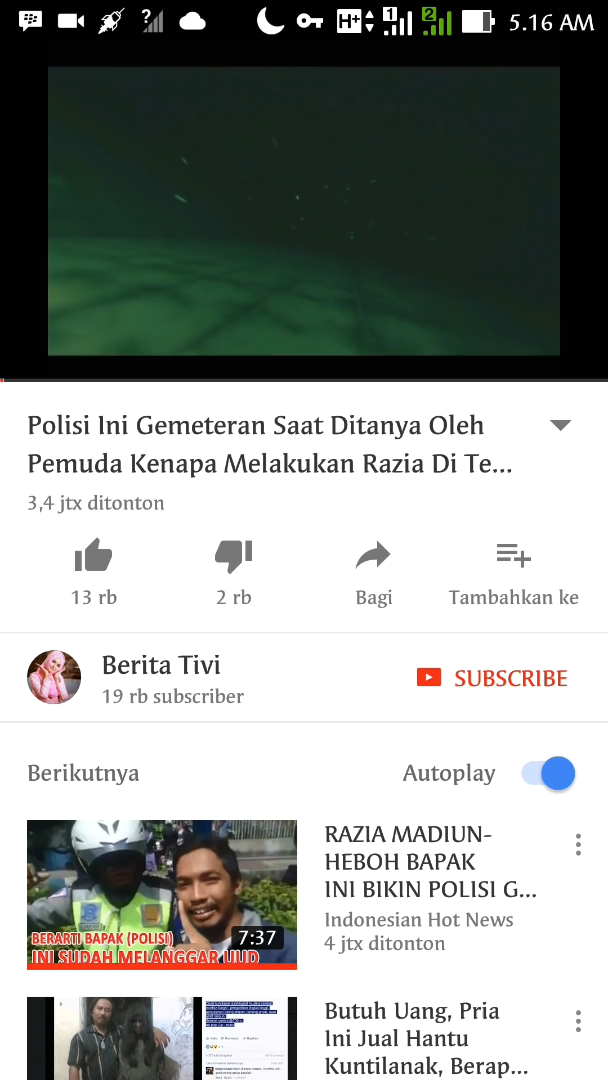 H+
1
2
5.16 AM
Polisi Ini Gemeteran Saat Ditanya Oleh
Pemuda Kenapa Melakukan Razia Di Te...
3,4 jtx ditonton
13 rb
2 rb
Bagi
Tambahkan ke
Berita Tivi
19 rb subscriber
SUBSCRIBE
Berikutnya
Autoplay
BERARTI BAPAK (POLISI)
INI SUDAH MELANGGAR UUD
7:37
RAZIA MADIUN-
HEBOH BAPAK
INI BIKIN POLISI G...
Indonesian Hot News
4 jtx ditonton
Butuh Uang, Pria
Ini Jual Hantu
Kuntilanak, Berap...